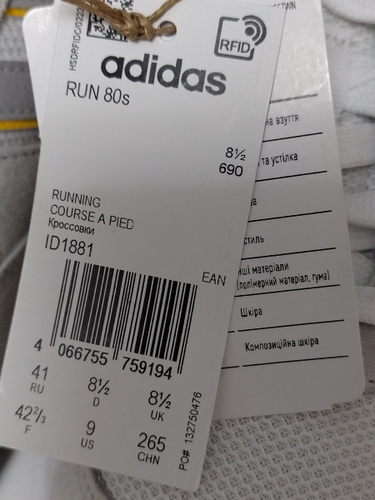 HSDRFIDC/0222
RFID
adidas
RUN 80s
8½
690
RUNNING
COURSE A PIED
Кроссовки
ID1881
EAN
4 066755 759194
41 8½ 8½
RU D UK
42⅔ 9 265
F US CHN
PO# 132750476
взуття
та устілка
стиль
матеріали
(полімерний матеріал, гума)
Шкіра
Композиційна шкіра